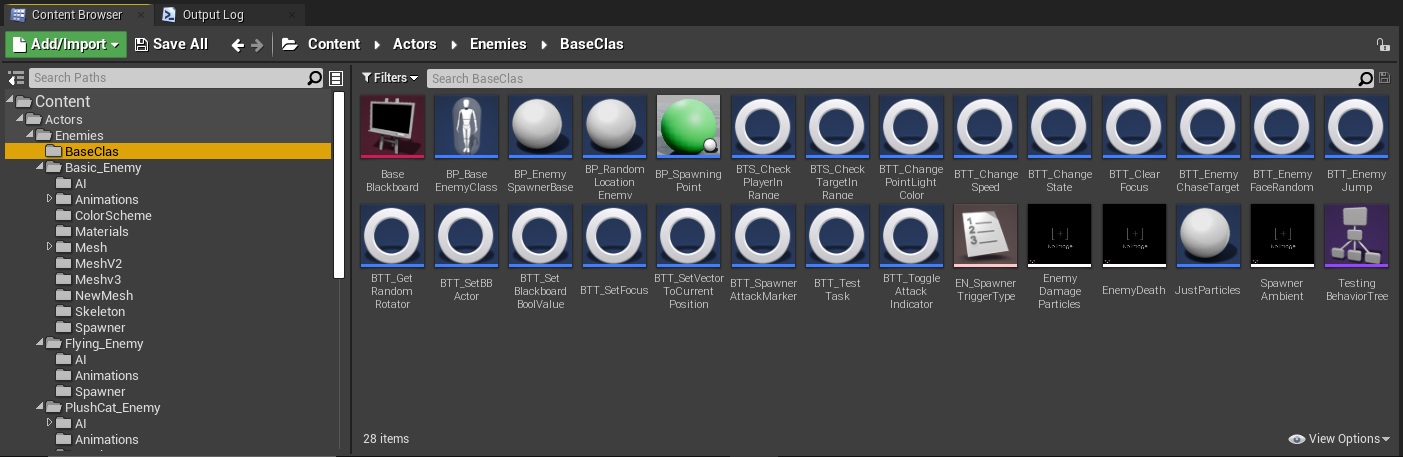 Content Browser
Output Log
Add/Import
Save All
Content
Actors
Enemies
BaseClas
Search Paths
Filters
Search BaseClas
Content
Actors
Enemies
BaseClas
Basic_Enemy
AI
Animations
ColorScheme
Materials
Mesh
MeshV2
Meshv3
NewMesh
Skeleton
Spawner
Flying_Enemy
AI
Animations
Spawner
PlushCat_Enemy
AI
Animations
Base
Blackboard
BP_Base
EnemyClass
BP_Enemy
SpawnerBase
BP_Random
Location
Enemy
BP_Spawning
Point
BTS_Check
PlayerIn
Range
BTS_Check
TargetIn
Range
BTT_Change
PointLight
Color
BTT_Change
Speed
BTT_Change
State
BTT_Clear
Focus
BTT_Enemy
ChaseTarget
BTT_Enemy
FaceRandom
BTT_Enemy
Jump
BTT_Get
Random
Rotator
BTT_SetBB
Actor
BTT_Set
Blackboard
BoolValue
BTT_SetFocus
BTT_SetVector
ToCurrent
Position
BTT_Spawner
AttackMarker
BTT_Test
Task
BTT_Toggle
Attack
Indicator
EN_Spawner
TriggerType
Enemy
Damage
Particles
EnemyDeath
JustParticles
Spawner
Ambient
Testing
BehaviorTree
28 items
View Options